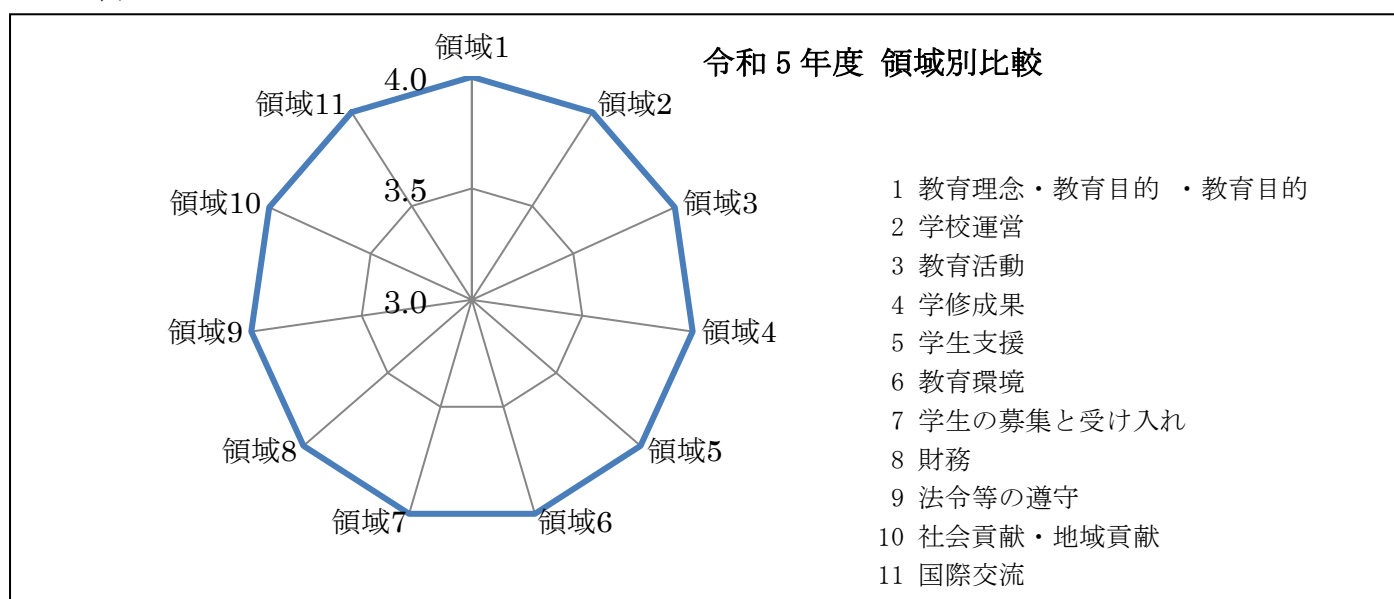 令和5年度 領域別比較
領域1
領域2
領域3
領域4
領域5
領域6
領域7
領域8
領域9
領域10
領域11
4.0
3.5
3.0
1 教育理念・教育目的 ・教育目的
2 学校運営
3 教育活動
4 学修成果
5 学生支援
6 教育環境
7 学生の募集と受け入れ
8 財務
9 法令等の遵守
10 社会貢献・地域貢献
11 国際交流